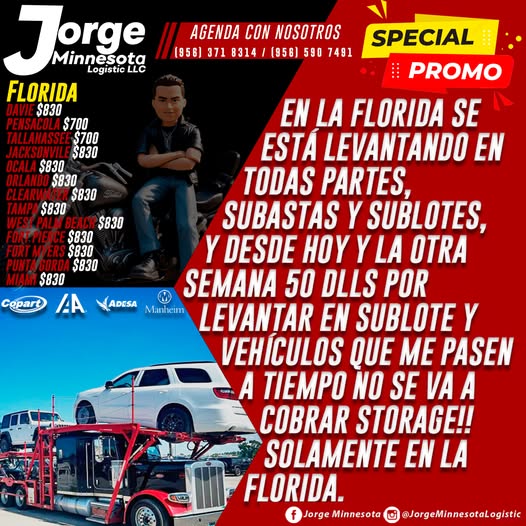 Jorge
Minnesota
Logistic LLC
AGENDA CON NOSOTROS
(956) 371 8314 / (956) 590 7491
SPECIAL
PROMO
FLORIDA
DAVIE $830
PENSACOLA $700
TALLAHASSEE $700
JACKSONVILE $830
OCALA $830
ORLANDO $830
CLEARWATER $830
TAMPA $830
WEST PALM BEACH $830
FORT PIERCE $830
FORT MYERS $830
PUNTA GORDA $830
MIAMI $830
Copart IAA ADESA Manheim
EN LA FLORIDA SE
ESTÁ LEVANTANDO EN
TODAS PARTES,
SUBASTAS Y SUBLOTES,
Y DESDE HOY Y LA OTRA
SEMANA 50 DLLS POR
LEVANTAR EN SUBLOTE Y
VEHÍCULOS QUE ME PASEN
A TIEMPO NO SE VA A
COBRAR STORAGE!!
SOLAMENTE EN LA
FLORIDA.
Jorge Minnesota @JorgeMinnesotaLogistic